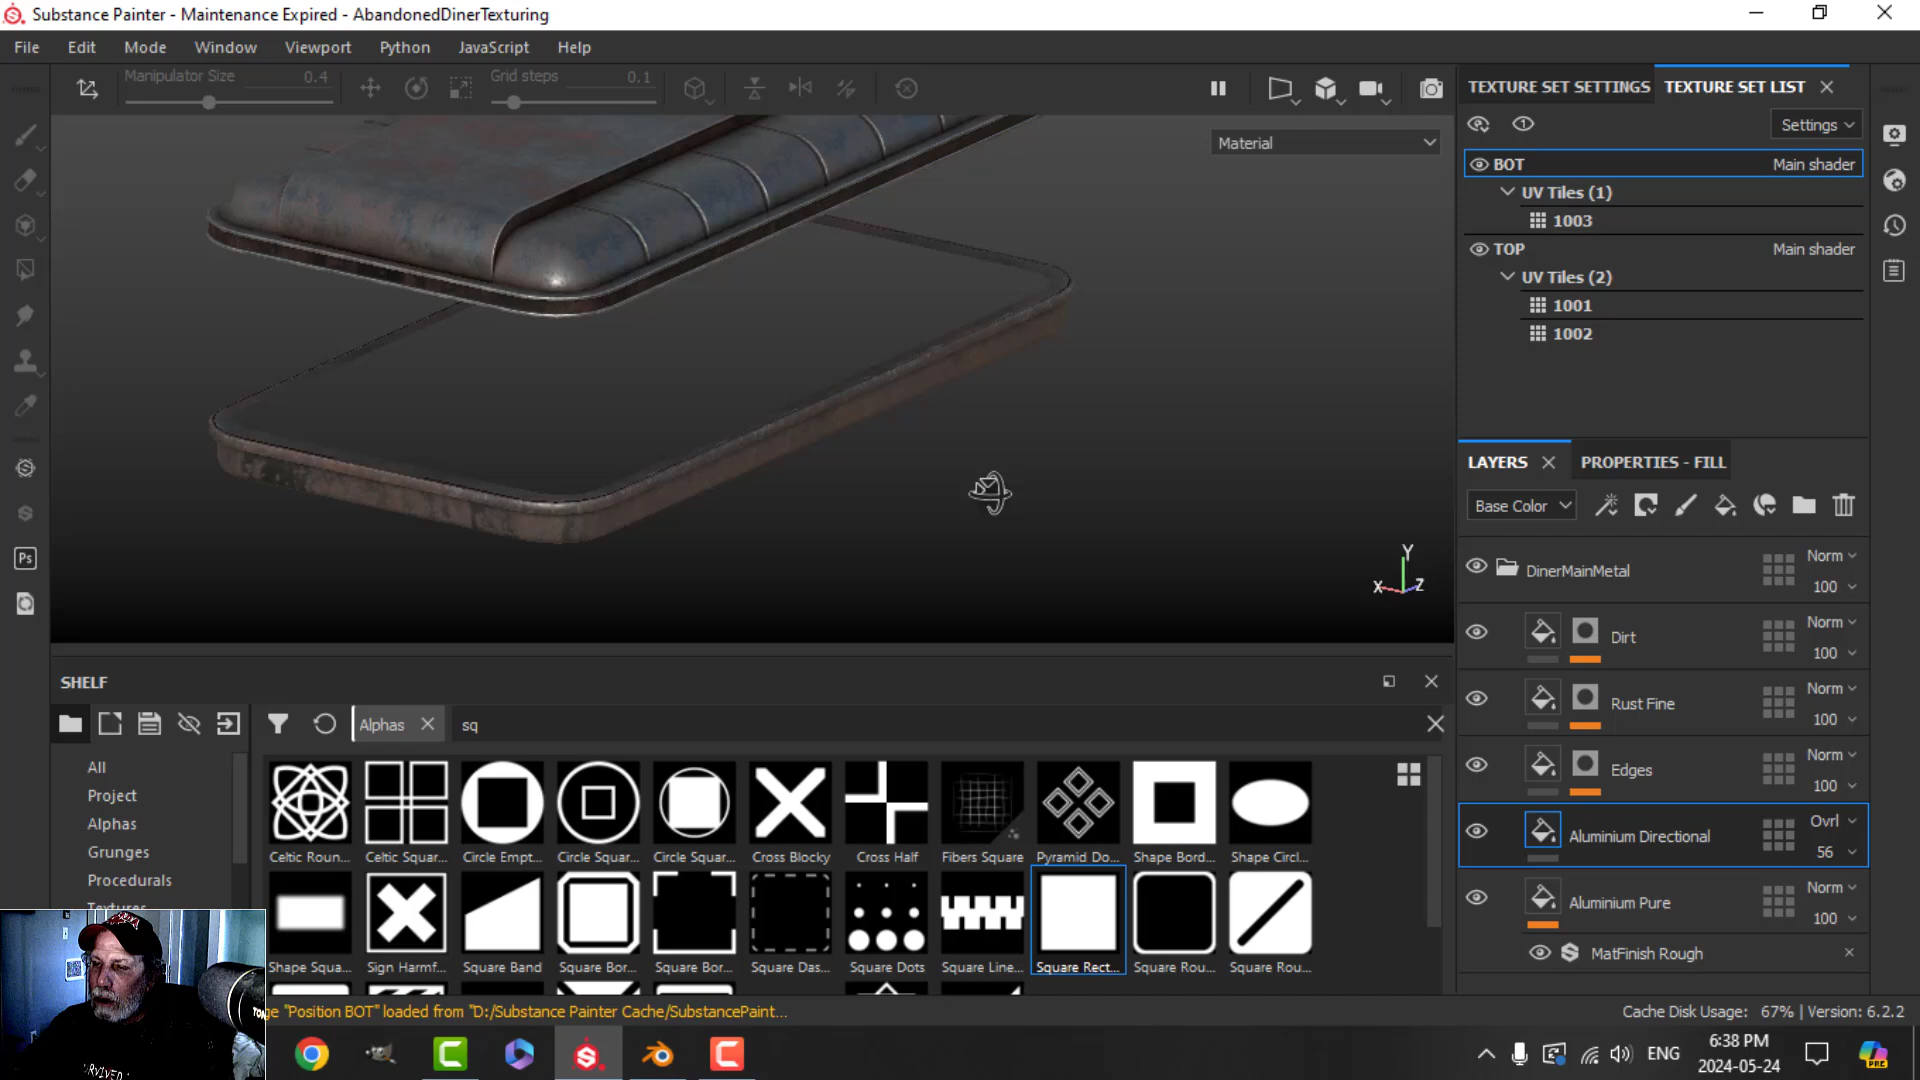 Substance Painter - Maintenance Expired - AbandonedDinerTexturing
File Edit Mode Window Viewport Python JavaScript Help
Manipulator Size 0.4 Grid steps 0.1
Material
TEXTURE SET SETTINGS TEXTURE SET LIST
Settings
BOT Main shader
UV Tiles (1)
1003
TOP Main shader
UV Tiles (2)
1001
1002
Y
X Z
LAYERS PROPERTIES - FILL
Base Color
DinerMainMetal Norm
100
Dirt Norm
100
Rust Fine Norm
100
Edges Norm
100
Aluminium Directional Ovrl
56
Aluminium Pure Norm
100
MatFinish Rough
Ps
SHELF
Alphas sq
All
Project
Alphas
Grunges
Procedurals
Textures
Celtic Roun... Celtic Squar... Circle Empt... Circle Squar... Circle Squar... Cross Blocky Cross Half Fibers Square Pyramid Do... Shape Bord... Shape Circl...
Shape Squa... Sign Harmf... Square Band Square Bor... Square Bor... Square Das... Square Dots Square Line... Square Rect... Square Rou... Square Rou...
ge "Position BOT" loaded from "D:/Substance Painter Cache/SubstancePaint...
Cache Disk Usage: 67% | Version: 6.2.2
ENG
6:38 PM
2024-05-24
PRE